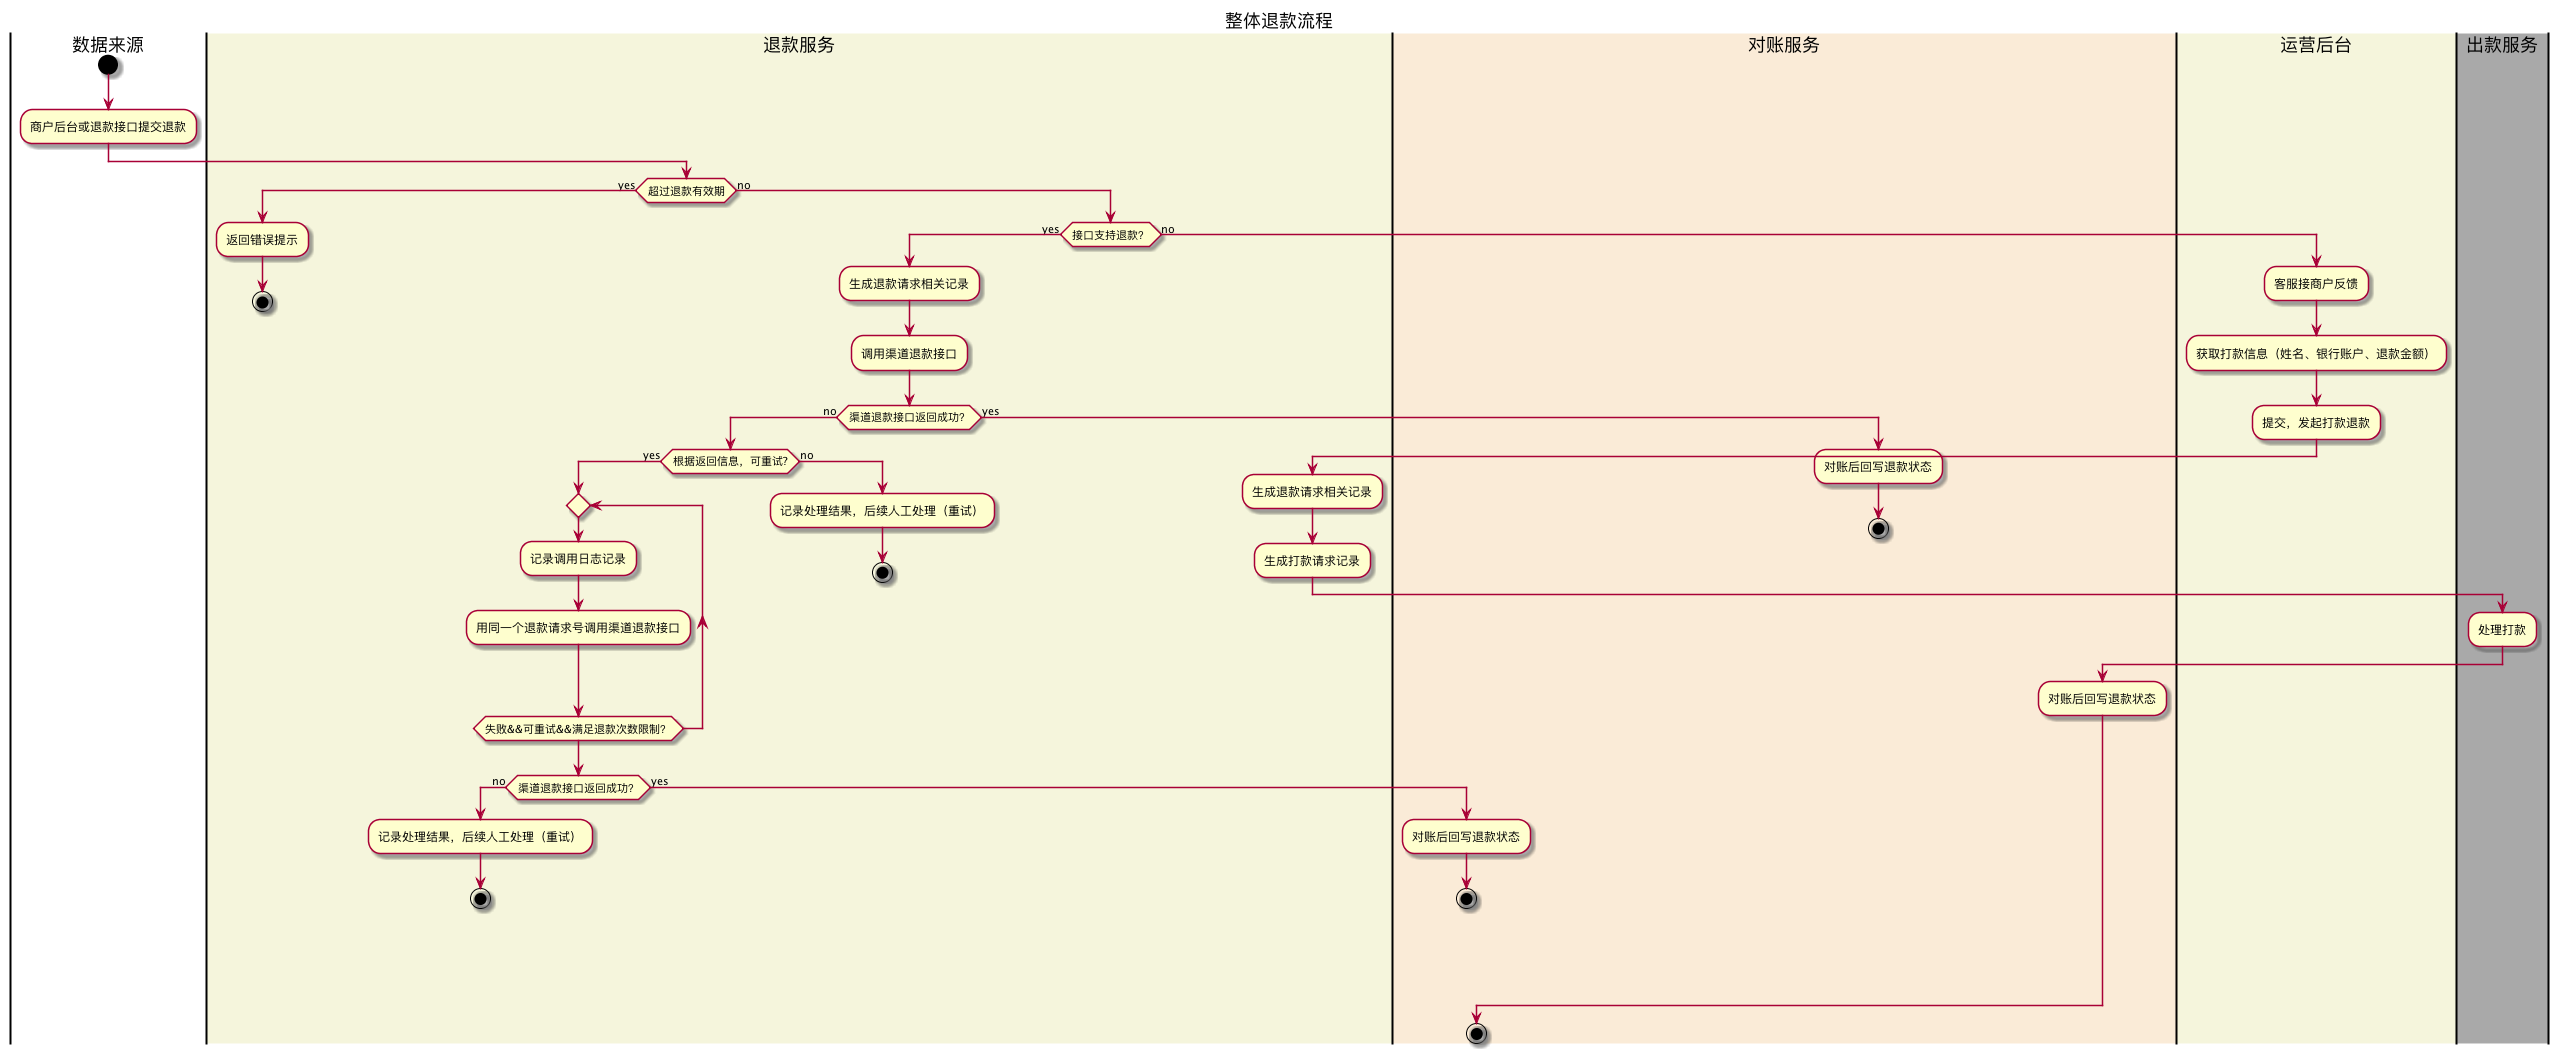 整体退款流程
数据来源
退款服务
对账服务
运营后台
出款服务
商户后台或退款接口提交退款
yes
超过退款有效期
no
返回错误提示
yes
接口支持退款?
no
生成退款请求相关记录
客服接商户反馈
调用渠道退款接口
获取打款信息（姓名、银行账户、退款金额）
no
渠道退款接口返回成功?
yes
提交，发起打款退款
yes
根据返回信息，可重试?
no
对账后回写退款状态
生成退款请求相关记录
记录处理结果，后续人工处理（重试）
记录调用日志记录
生成打款请求记录
用同一个退款请求号调用渠道退款接口
处理打款
对账后回写退款状态
失败&&可重试&&满足退款次数限制?
no
渠道退款接口返回成功?
yes
记录处理结果，后续人工处理（重试）
对账后回写退款状态